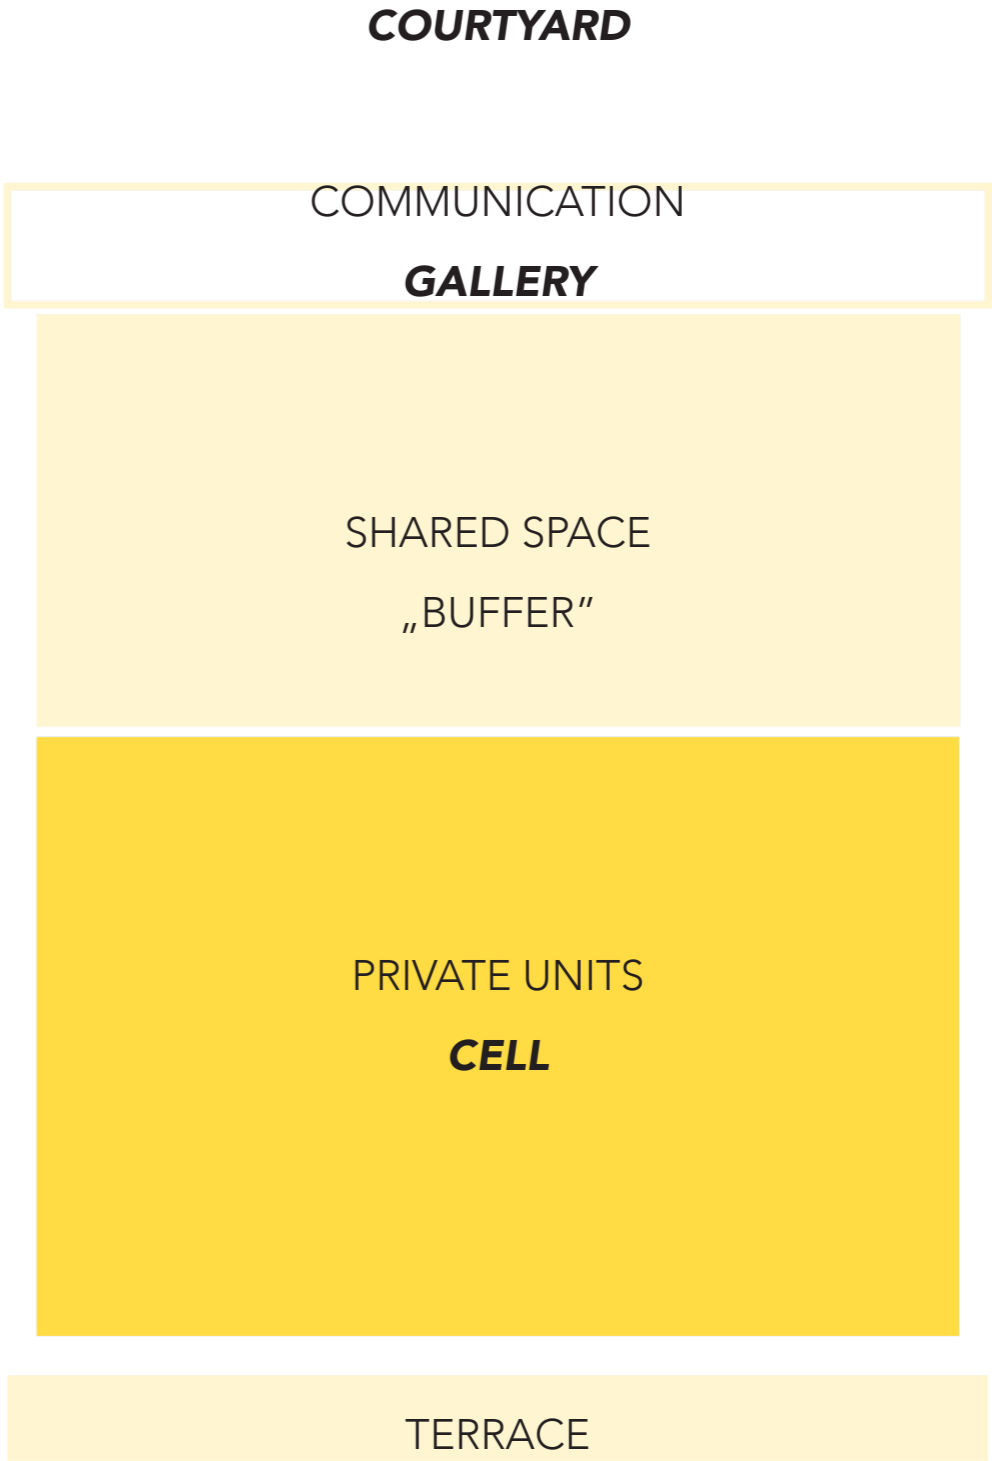 COURTYARD
COMMUNICATION
GALLERY
SHARED SPACE
„BUFFER”
PRIVATE UNITS
CELL
TERRACE